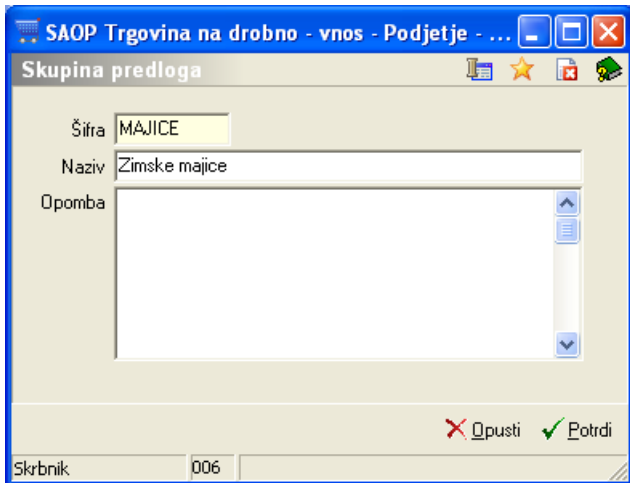 SAOP Trgovina na drobno - vnos - Podjetje - ...
Skupina predloga
Šifra MAJICE
Naziv Zimske majice
Opomba
Opusti Potrdi
Skrbnik 006